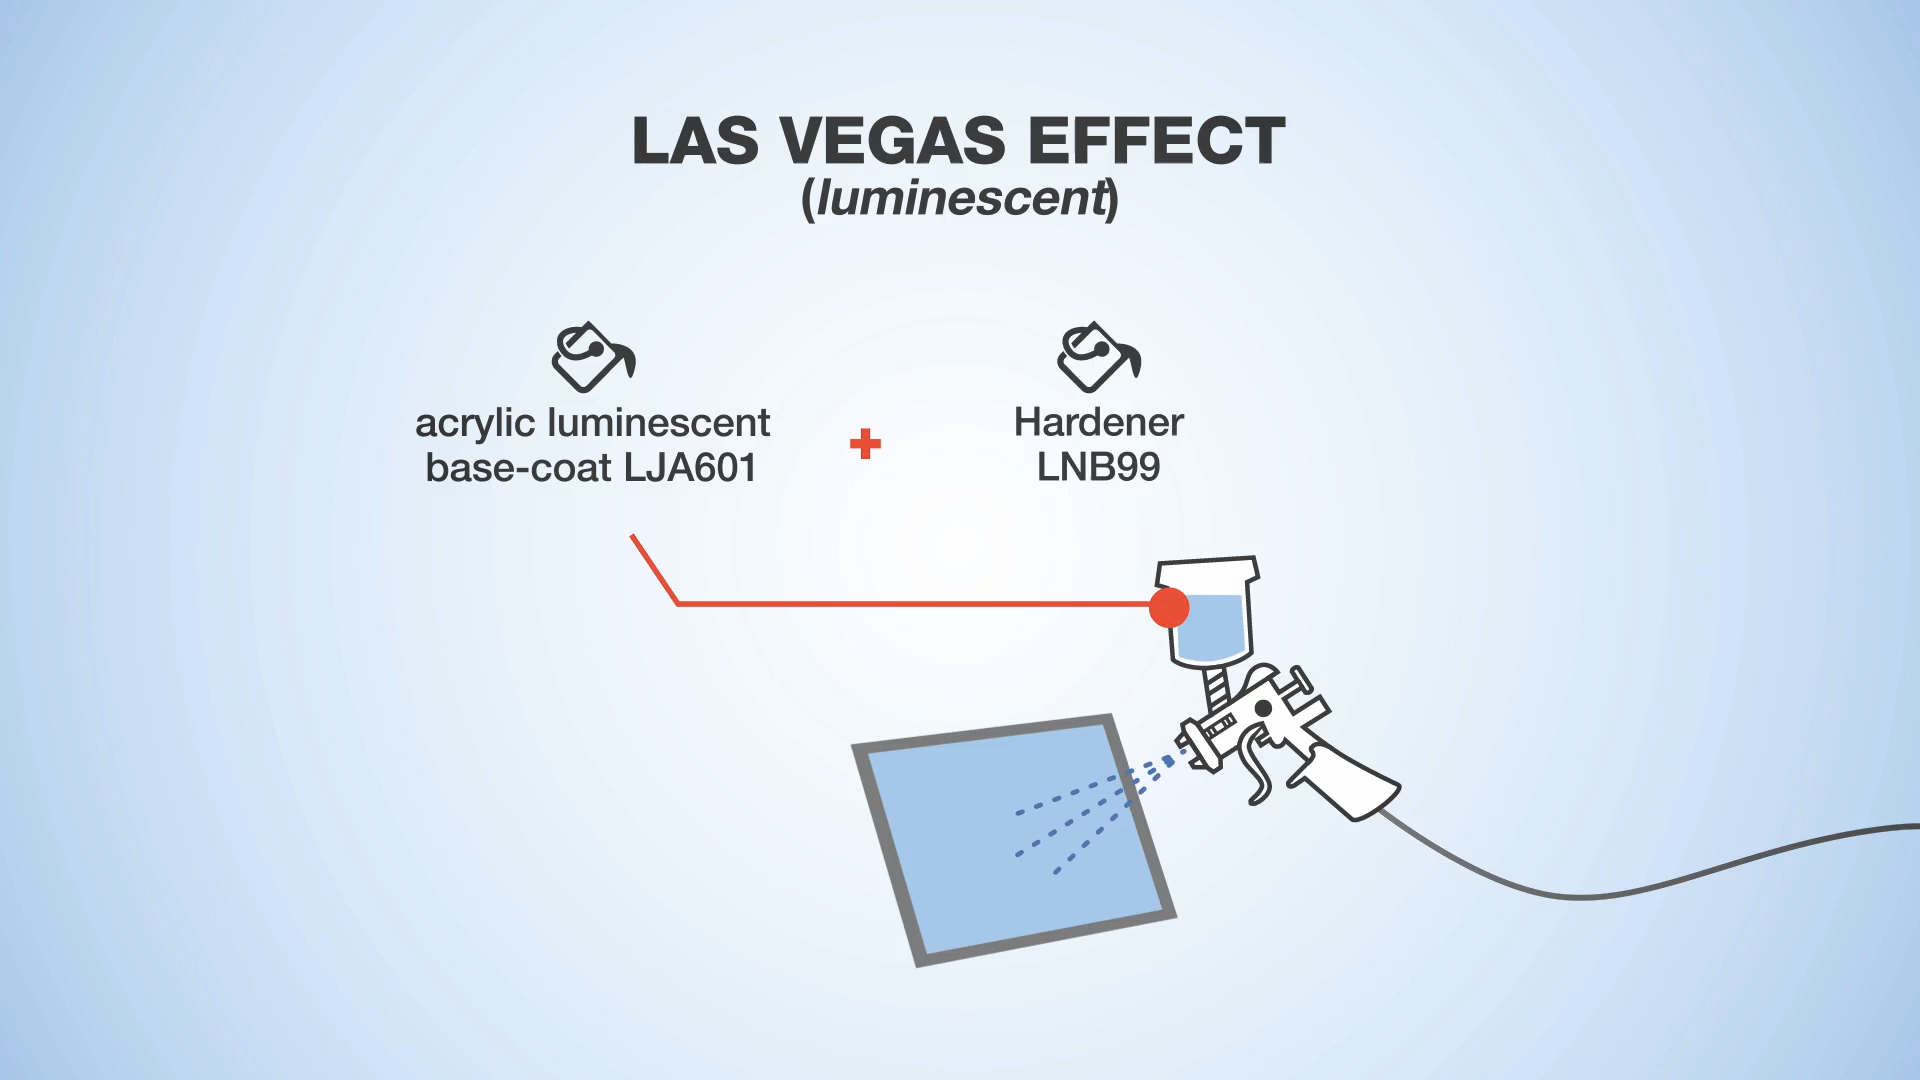 LAS VEGAS EFFECT
(luminescent)
acrylic luminescent
base-coat LJA601
+
Hardener
LNB99